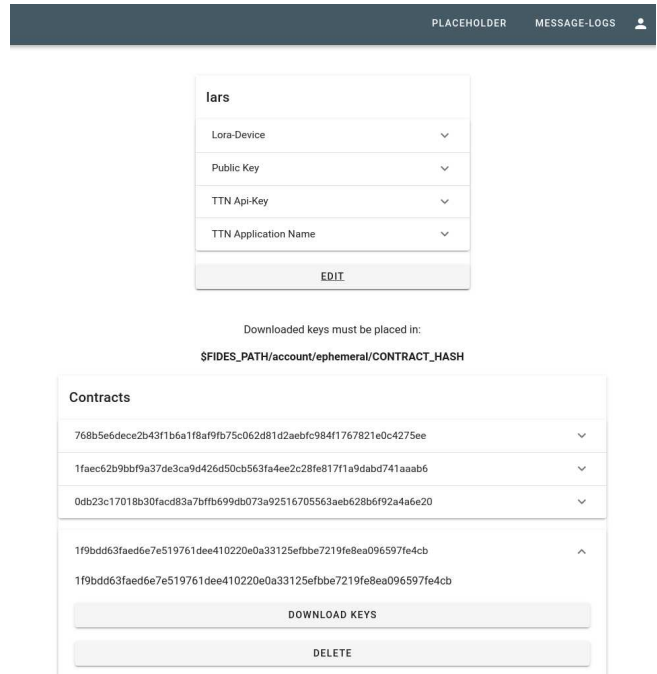 PLACEHOLDER MESSAGE-LOGS
lars
Lora-Device
Public Key
TTN Api-Key
TTN Application Name
EDIT
Downloaded keys must be placed in:
$FIDES_PATH/account/ephemeral/CONTRACT_HASH
Contracts
768b5e6dece2b43f1b6a1f8af9fb75c062d81d2aebfc984f1767821e0c4275ee
1faec62b9bbf9a37de3ca9d426d50cb563fa4ee2c28fe817f1a9dabd741aaab6
0db23c17018b30facd83a7bffb699db073a92516705563aeb628b6f92a4a6e20
1f9bdd63faed6e7e519761dee410220e0a33125efbbe7219fe8ea096597fe4cb
1f9bdd63faed6e7e519761dee410220e0a33125efbbe7219fe8ea096597fe4cb
DOWNLOAD KEYS
DELETE